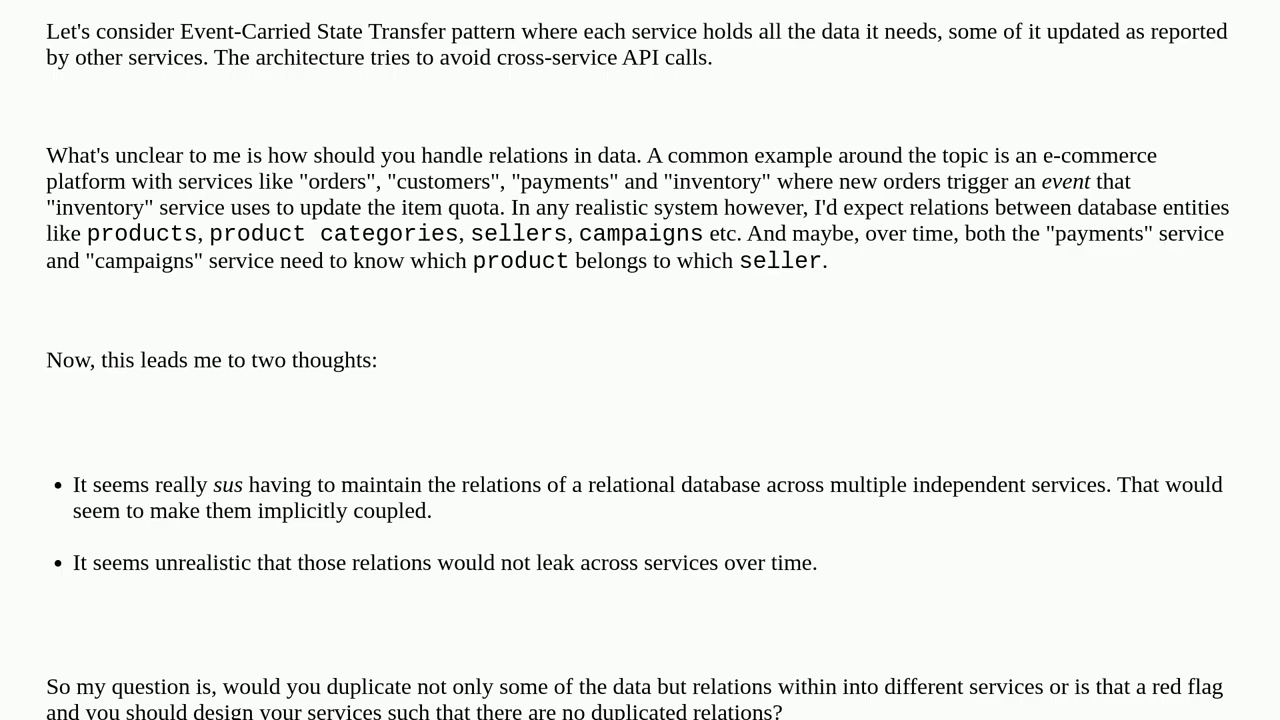 Let's consider Event-Carried State Transfer pattern where each service holds all the data it needs, some of it updated as reported
by other services. The architecture tries to avoid cross-service API calls.
What's unclear to me is how should you handle relations in data. A common example around the topic is an e-commerce
platform with services like "orders", "customers", "payments" and "inventory" where new orders trigger an event that
"inventory" service uses to update the item quota. In any realistic system however, I'd expect relations between database entities
like products, product categories, sellers, campaigns etc. And maybe, over time, both the "payments" service
and "campaigns" service need to know which product belongs to which seller.
Now, this leads me to two thoughts:
• It seems really sus having to maintain the relations of a relational database across multiple independent services. That would
seem to make them implicitly coupled.
• It seems unrealistic that those relations would not leak across services over time.
So my question is, would you duplicate not only some of the data but relations within into different services or is that a red flag
and you should design your services such that there are no duplicated relations?